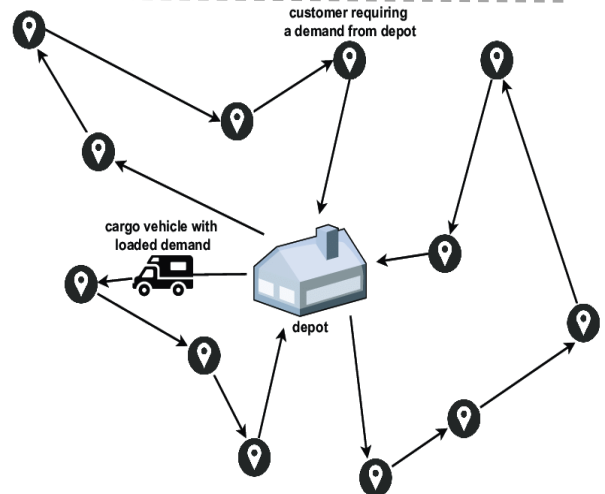 customer requiring
a demand from depot
cargo vehicle with
loaded demand
depot